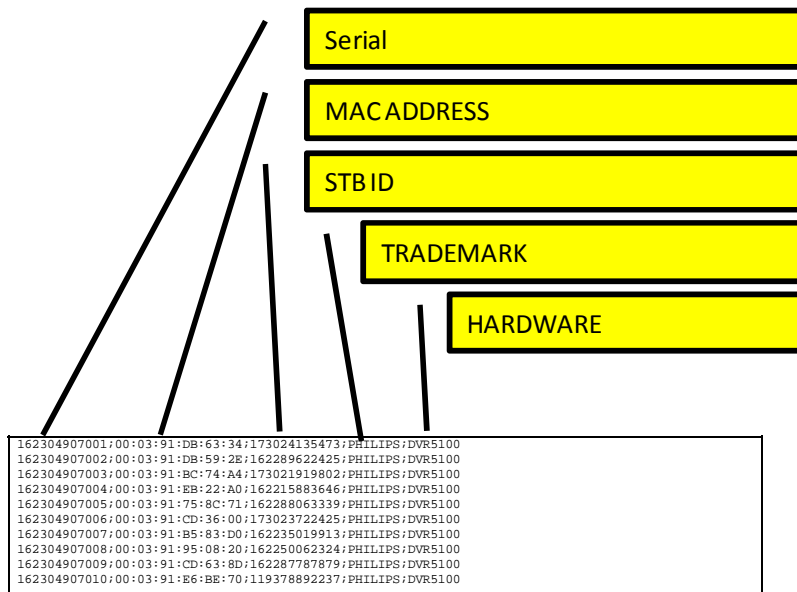 Serial
MAC ADDRESS
STB ID
TRADEMARK
HARDWARE
162304907001;00:03:91:DB:63:34;173024135473;PHILIPS;DVR5100
162304907002;00:03:91:DB:59:2E;162289622425;PHILIPS;DVR5100
162304907003;00:03:91:BC:74:A4;173021919802;PHILIPS;DVR5100
162304907004;00:03:91:EB:22:A0;162215883646;PHILIPS;DVR5100
162304907005;00:03:91:75:8C:71;162288063339;PHILIPS;DVR5100
162304907006;00:03:91:CD:36:00;173023722425;PHILIPS;DVR5100
162304907007;00:03:91:B5:83:D0;162235019913;PHILIPS;DVR5100
162304907008;00:03:91:95:08:20;162250062324;PHILIPS;DVR5100
162304907009;00:03:91:CD:63:8D;162287787879;PHILIPS;DVR5100
162304907010;00:03:91:E6:BE:70;119378892237;PHILIPS;DVR5100